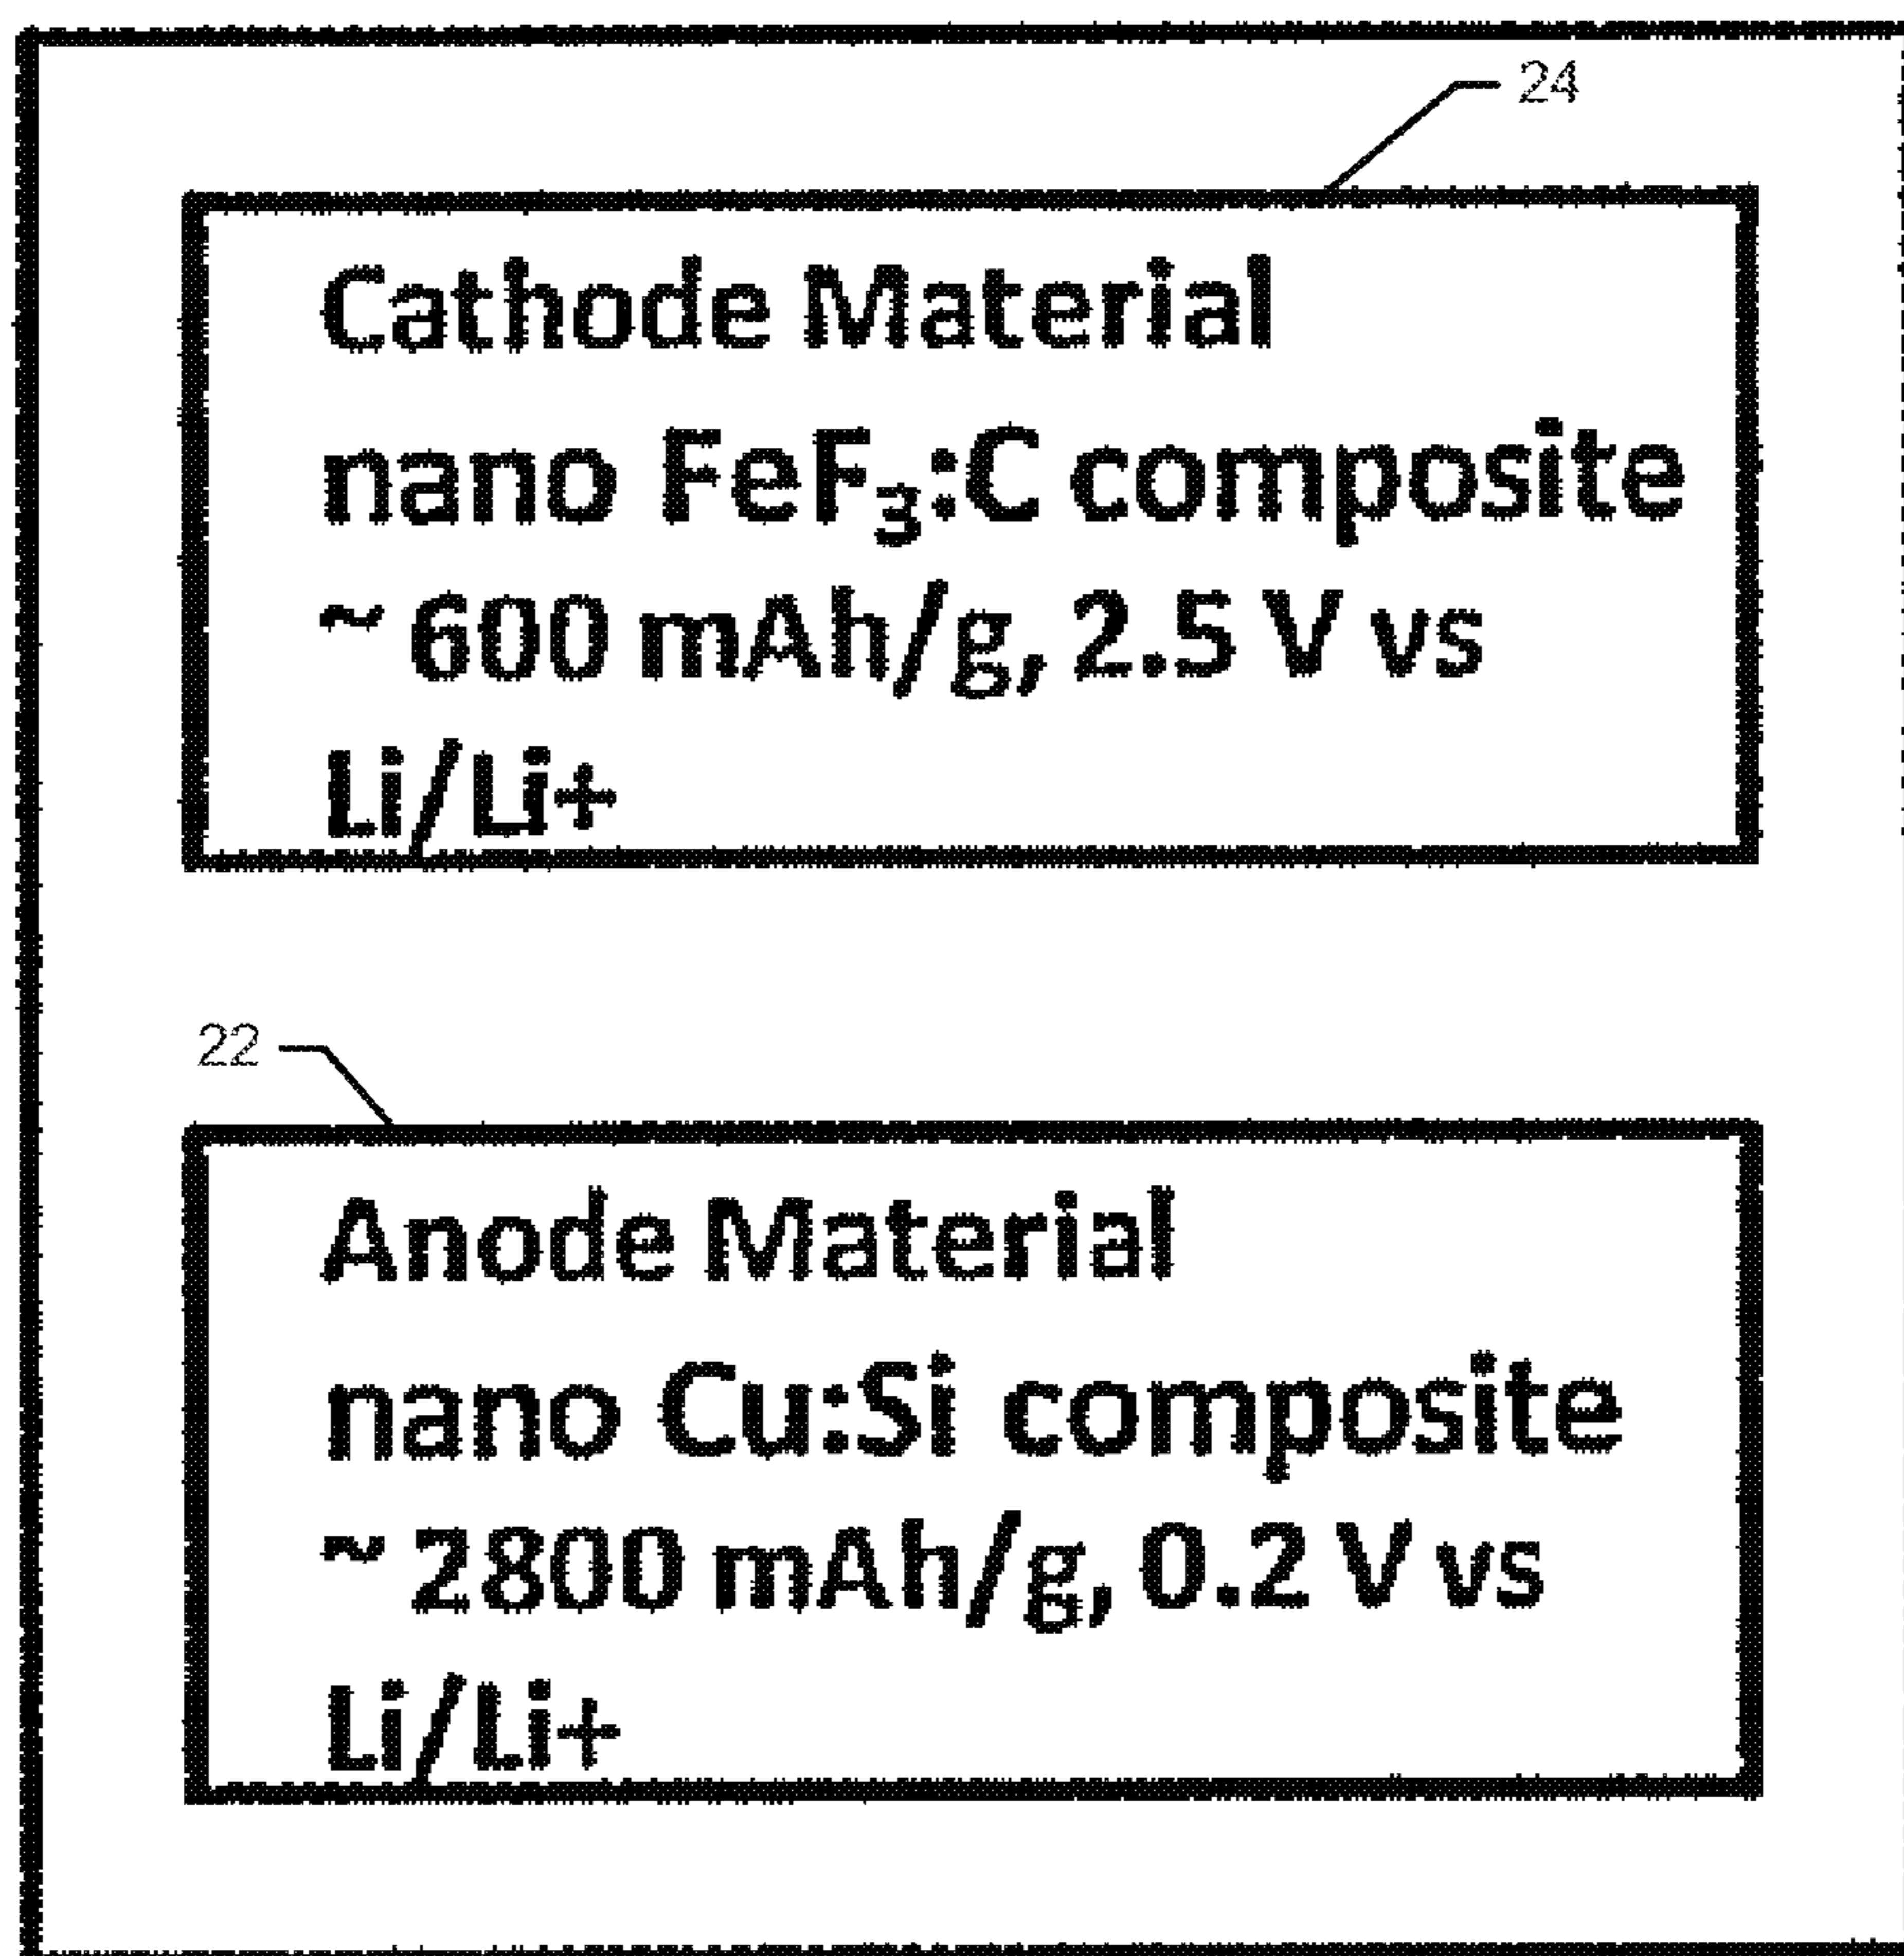 24
Cathode Material
nano FeF₃:C composite
~ 600 mAh/g, 2.5 V vs
Li/Li+
22
Anode Material
nano Cu:Si composite
~ 2800 mAh/g, 0.2 V vs
Li/Li+